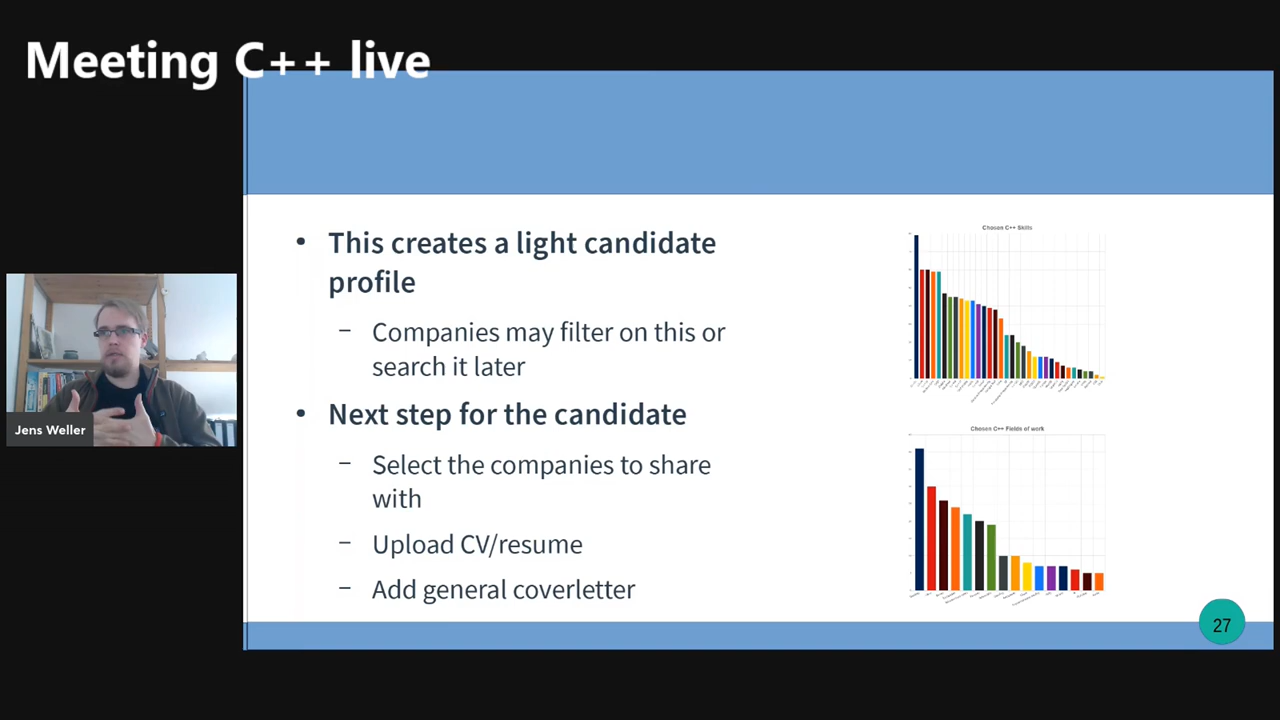 Meeting C++ live
• This creates a light candidate
profile
– Companies may filter on this or
search it later
• Next step for the candidate
– Select the companies to share
with
– Upload CV/resume
– Add general coverletter
Chosen C++ Skills
Chosen C++ Fields of work
Jens Weller
27